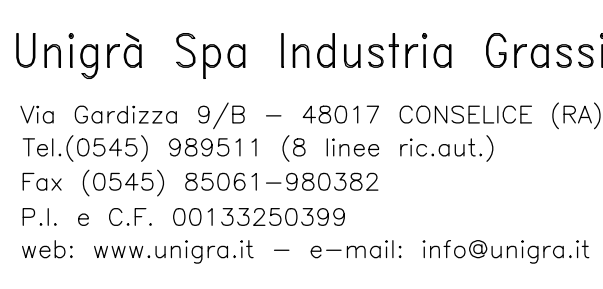 Unigrà Spa Industria Grassi
Via Gardizza 9/B - 48017 CONSELICE (RA)
Tel.(0545) 989511 (8 linee ric.aut.)
Fax (0545) 85061-980382
P.I. e C.F. 00133250399
web: www.unigra.it - e-mail: info@unigra.it